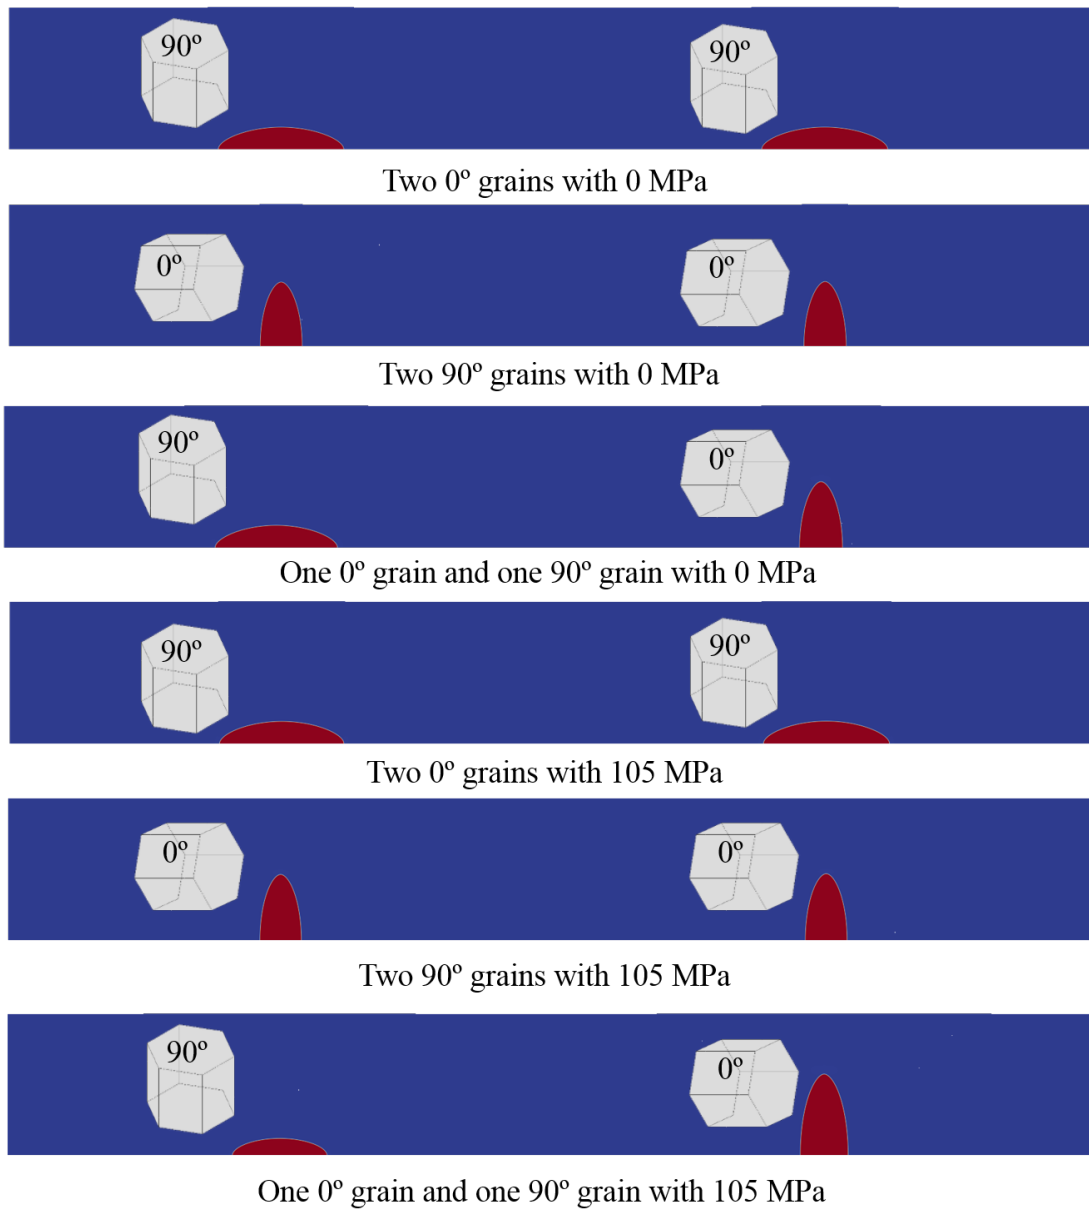 90º 90º
Two 0º grains with 0 MPa
0º 0º
Two 90º grains with 0 MPa
90º 0º
One 0º grain and one 90º grain with 0 MPa
90º 90º
Two 0º grains with 105 MPa
0º 0º
Two 90º grains with 105 MPa
90º 0º
One 0º grain and one 90º grain with 105 MPa